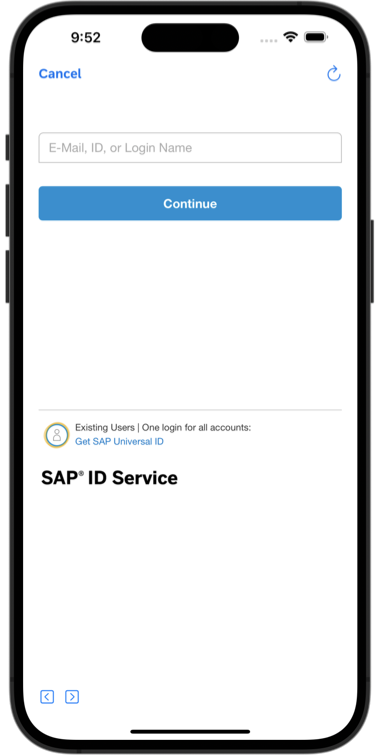 9:52
Cancel
E-Mail, ID, or Login Name
Continue
Existing Users | One login for all accounts:
Get SAP Universal ID
SAP® ID Service